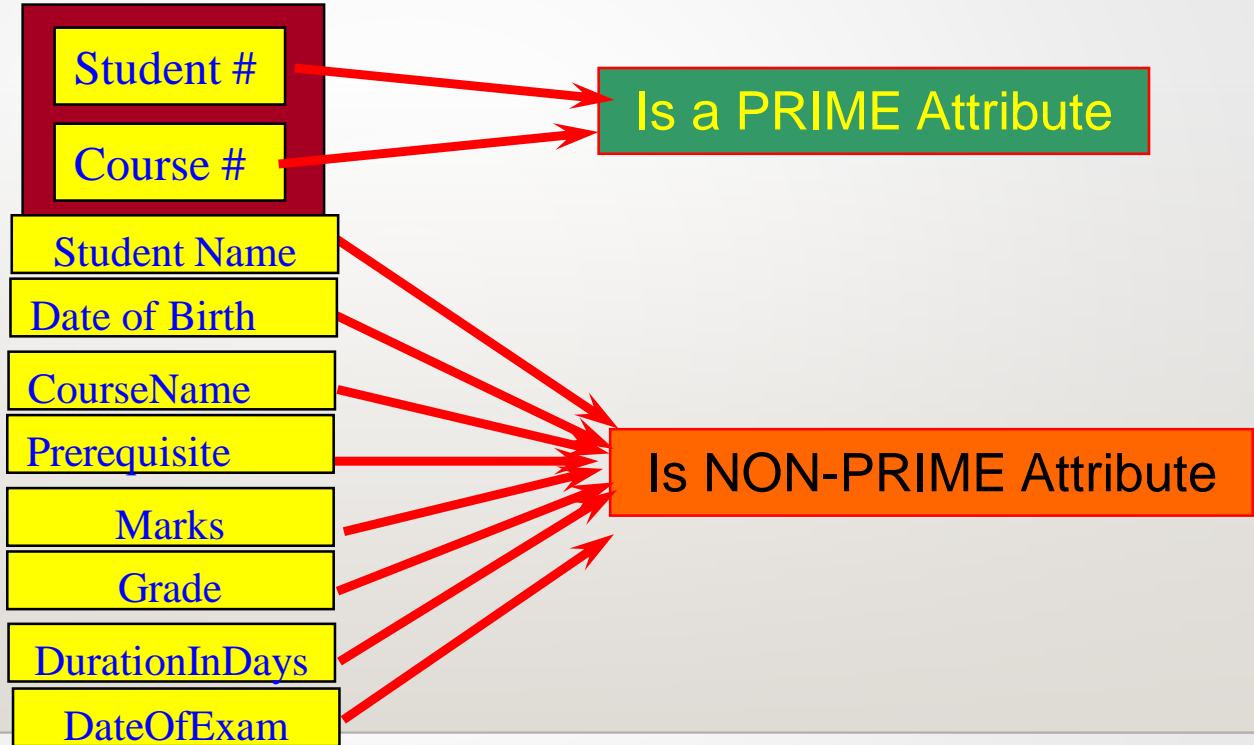 Student #
Course #
Is a PRIME Attribute
Student Name
Date of Birth
CourseName
Prerequisite
Marks
Grade
DurationInDays
DateOfExam
Is NON-PRIME Attribute